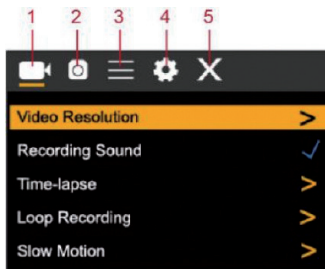 1 2 3 4 5
Video Resolution >
Recording Sound
Time-lapse >
Loop Recording >
Slow Motion >